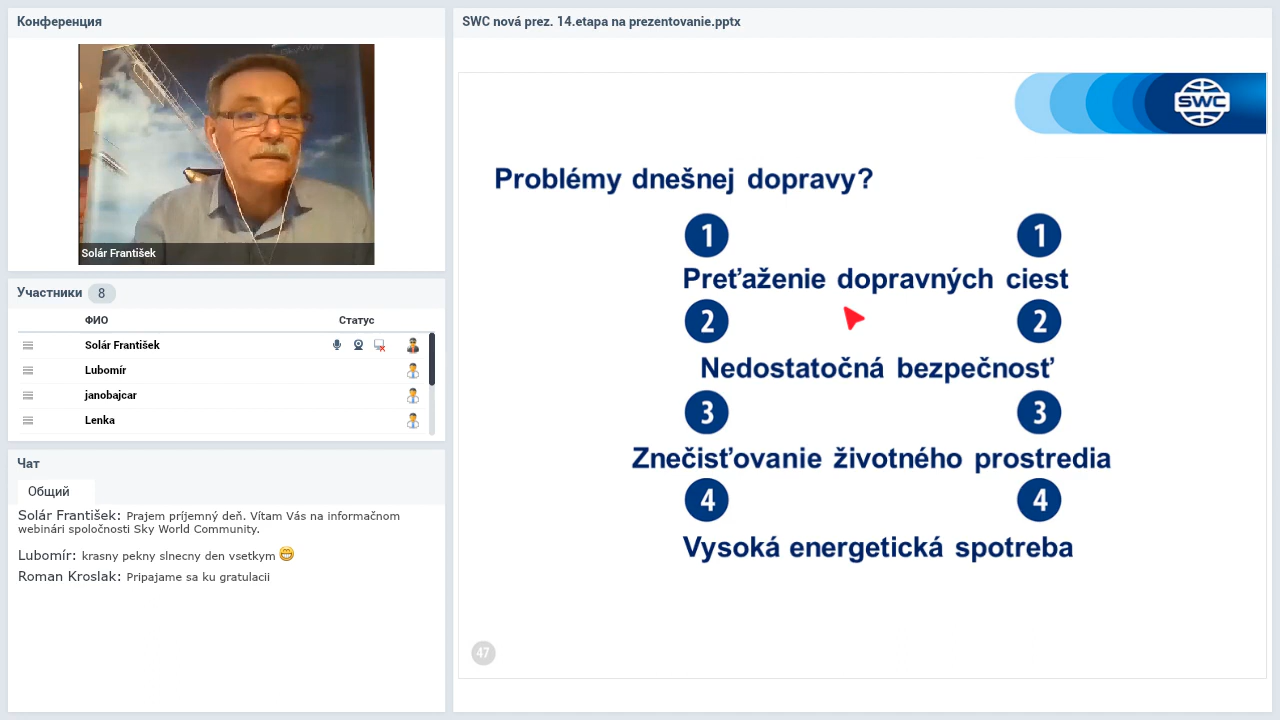 Конференция
Solár František
Участники 8
ФИО Статус
Solár František
Lubomír
janobajcar
Lenka
Чат
Общий
Solár František: Prajem príjemný deň. Vítam Vás na informačnom
webinári spoločnosti Sky World Community.
Lubomír: krasny pekny slnecny den vsetkym
Roman Kroslak: Pripajame sa ku gratulacii
SWC nová prez. 14.etapa na prezentovanie.pptx
SWC
Problémy dnešnej dopravy?
1 1
Preťaženie dopravných ciest
2 2
Nedostatočná bezpečnosť
3 3
Znečisťovanie životného prostredia
4 4
Vysoká energetická spotreba
47